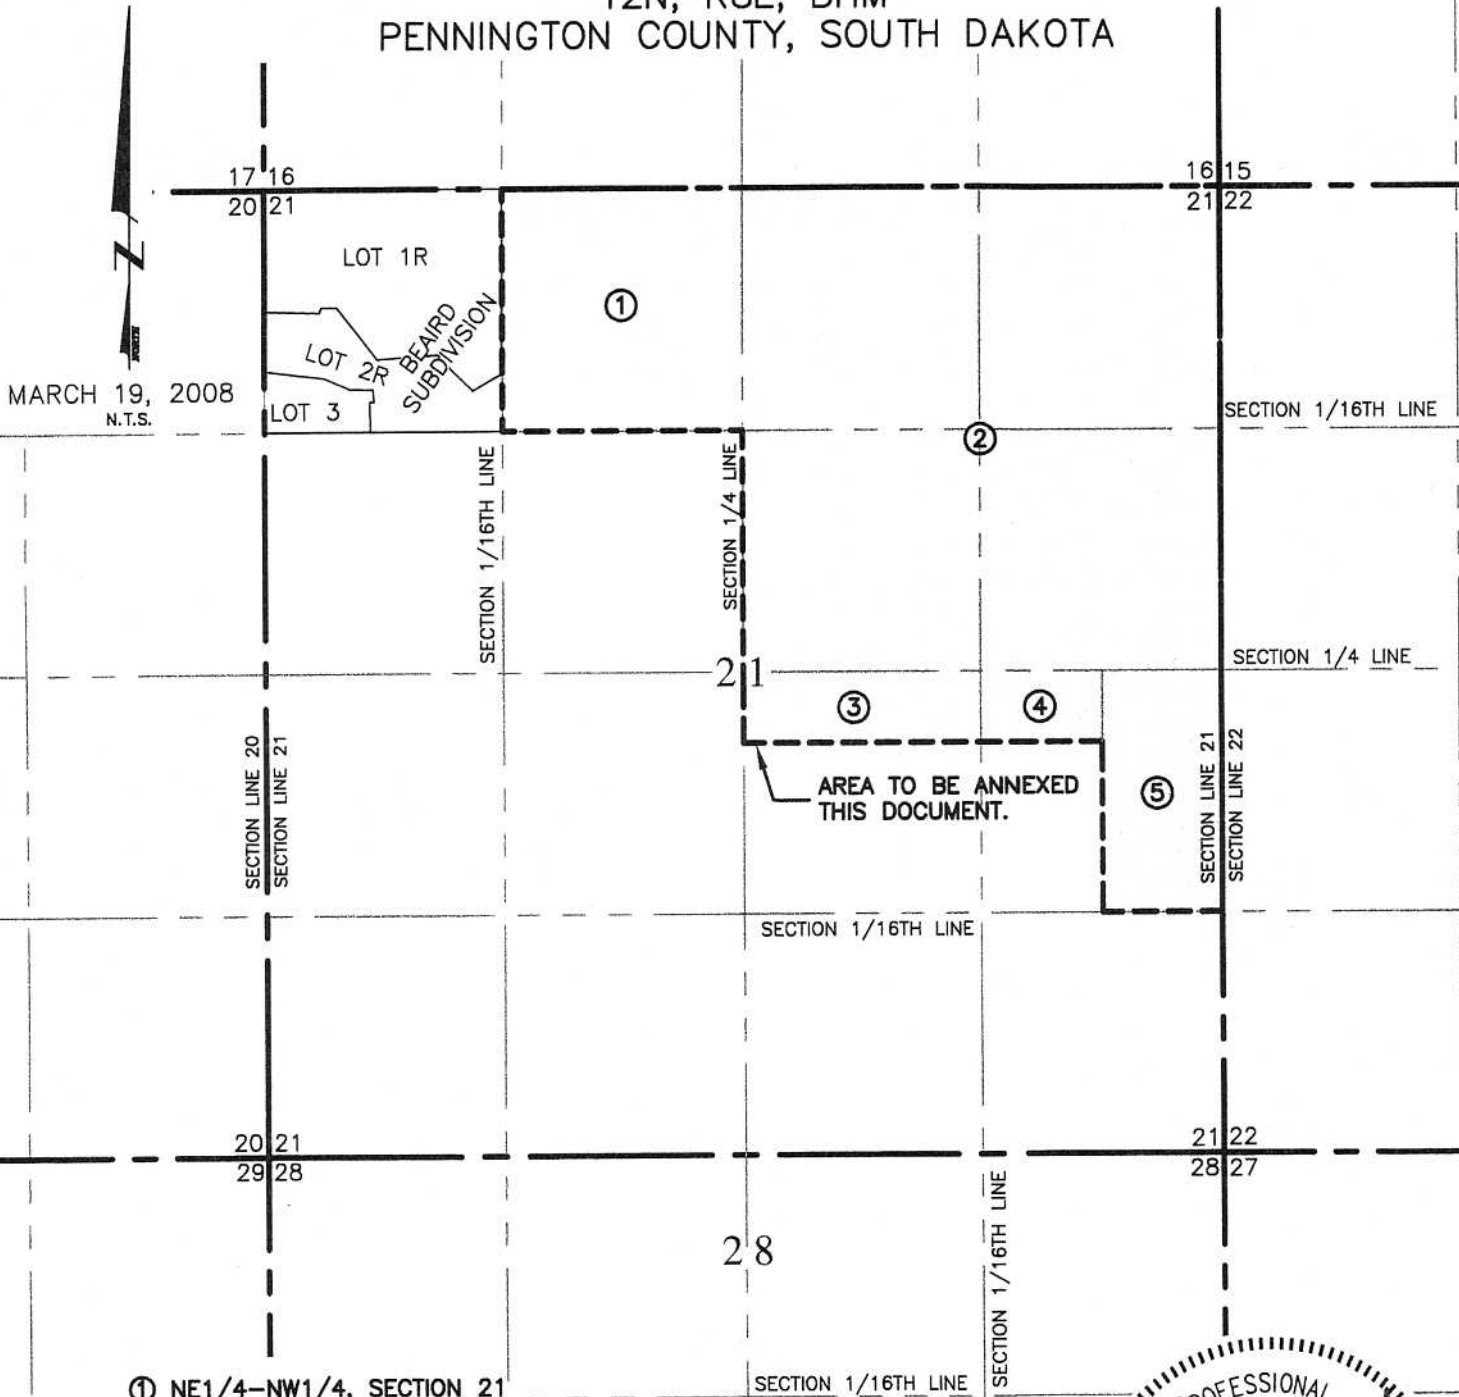 PENNINGTON COUNTY, SOUTH DAKOTA
17 16
20 21
16 15
21 22
LOT 1R
①
BEAIRD
SUBDIVISION
LOT 2R
LOT 3
NORTH
MARCH 19, 2008
N.T.S.
SECTION 1/16TH LINE
②
SECTION 1/16TH LINE
SECTION 1/4 LINE
SECTION 1/4 LINE
21
③
④
SECTION LINE 20
SECTION LINE 21
AREA TO BE ANNEXED
THIS DOCUMENT.
⑤
SECTION LINE 21
SECTION LINE 22
SECTION 1/16TH LINE
20 21
29 28
21 22
28 27
28
SECTION 1/16TH LINE
① NE1/4-NW1/4, SECTION 21
SECTION 1/16TH LINE
PROFESSIONAL